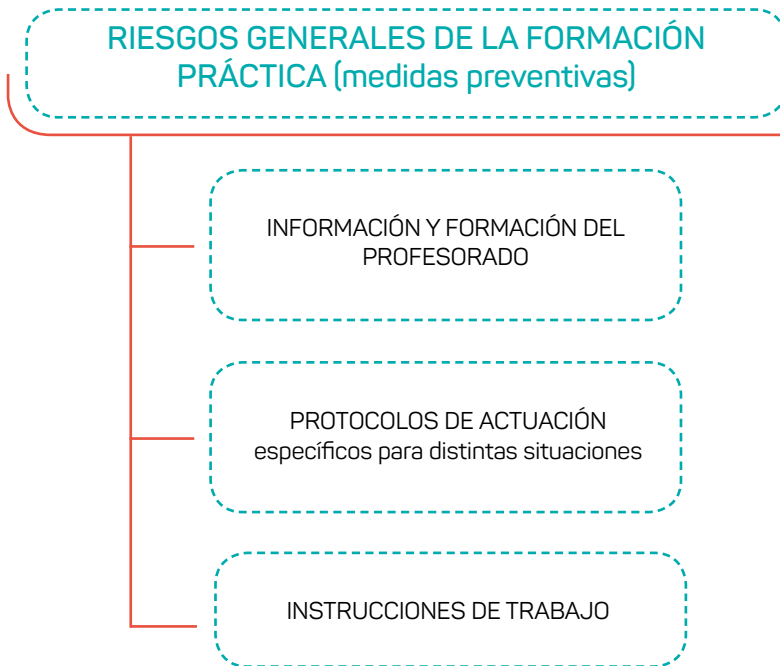 RIESGOS GENERALES DE LA FORMACIÓN
PRÁCTICA (medidas preventivas)
INFORMACIÓN Y FORMACIÓN DEL
PROFESORADO
PROTOCOLOS DE ACTUACIÓN
específicos para distintas situaciones
INSTRUCCIONES DE TRABAJO